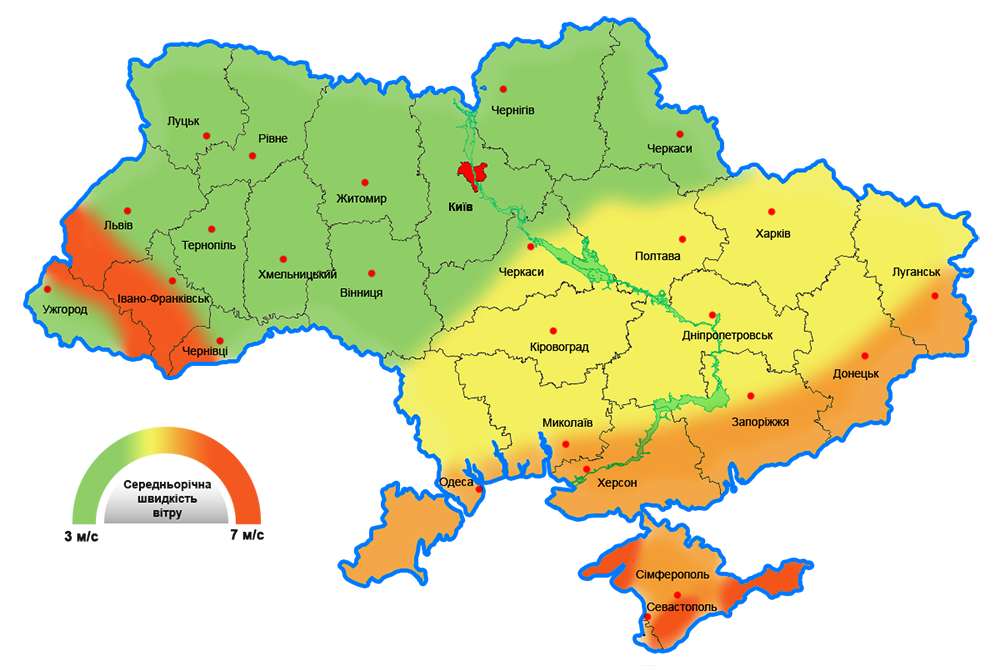 Чернігів
Луцьк
Рівне
Черкаси
Житомир
Київ
Львів
Тернопіль
Харків
Полтава
Черкаси
Хмельницький
Луганськ
Вінниця
Івано-Франківськ
Ужгород
Дніпропетровськ
Кіровоград
Чернівці
Донецьк
Запоріжжя
Миколаїв
Одеса
Херсон
Середньорічна
швидкість
вітру
3 м/с
7 м/с
Сімферополь
Севастополь